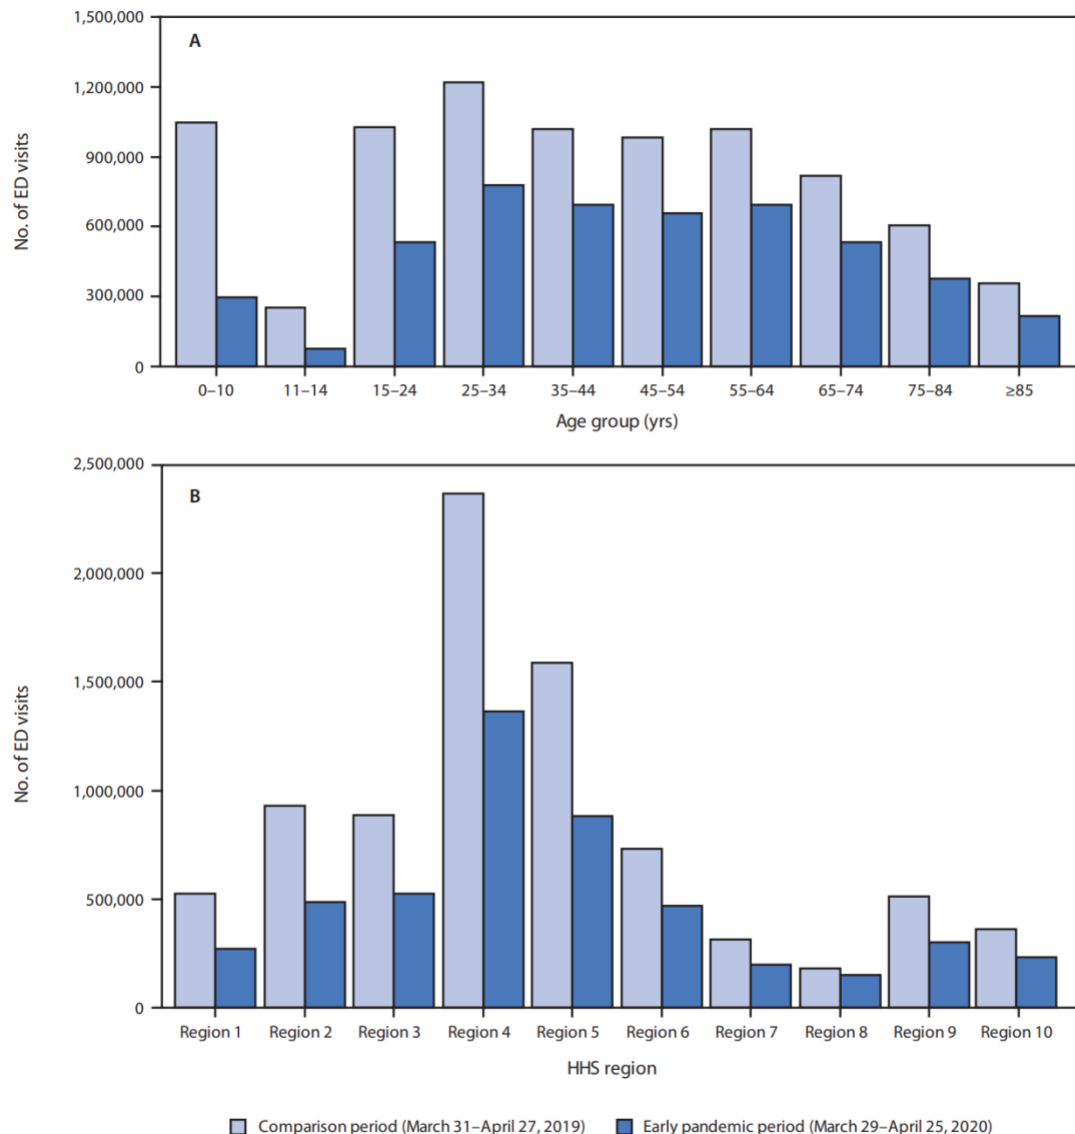 A
No. of ED visits
1,500,000
1,200,000
900,000
600,000
300,000
0
0–10 11–14 15–24 25–34 35–44 45–54 55–64 65–74 75–84 ≥85
Age group (yrs)
B
No. of ED visits
2,500,000
2,000,000
1,500,000
1,000,000
500,000
0
Region 1 Region 2 Region 3 Region 4 Region 5 Region 6 Region 7 Region 8 Region 9 Region 10
HHS region
Comparison period (March 31–April 27, 2019) Early pandemic period (March 29–April 25, 2020)